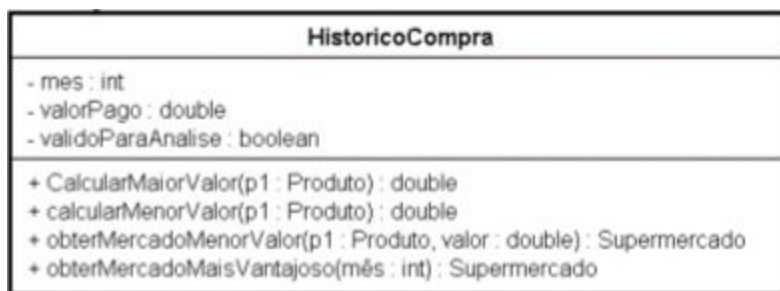 HistoricoCompra
- mes : int
- valorPago : double
- validoParaAnalise : boolean
+ CalcularMaiorValor(p1 : Produto) : double
+ calcularMenorValor(p1 : Produto) : double
+ obterMercadoMenorValor(p1 : Produto, valor : double) : Supermercado
+ obterMercadoMaisVantajoso(mês : int) : Supermercado